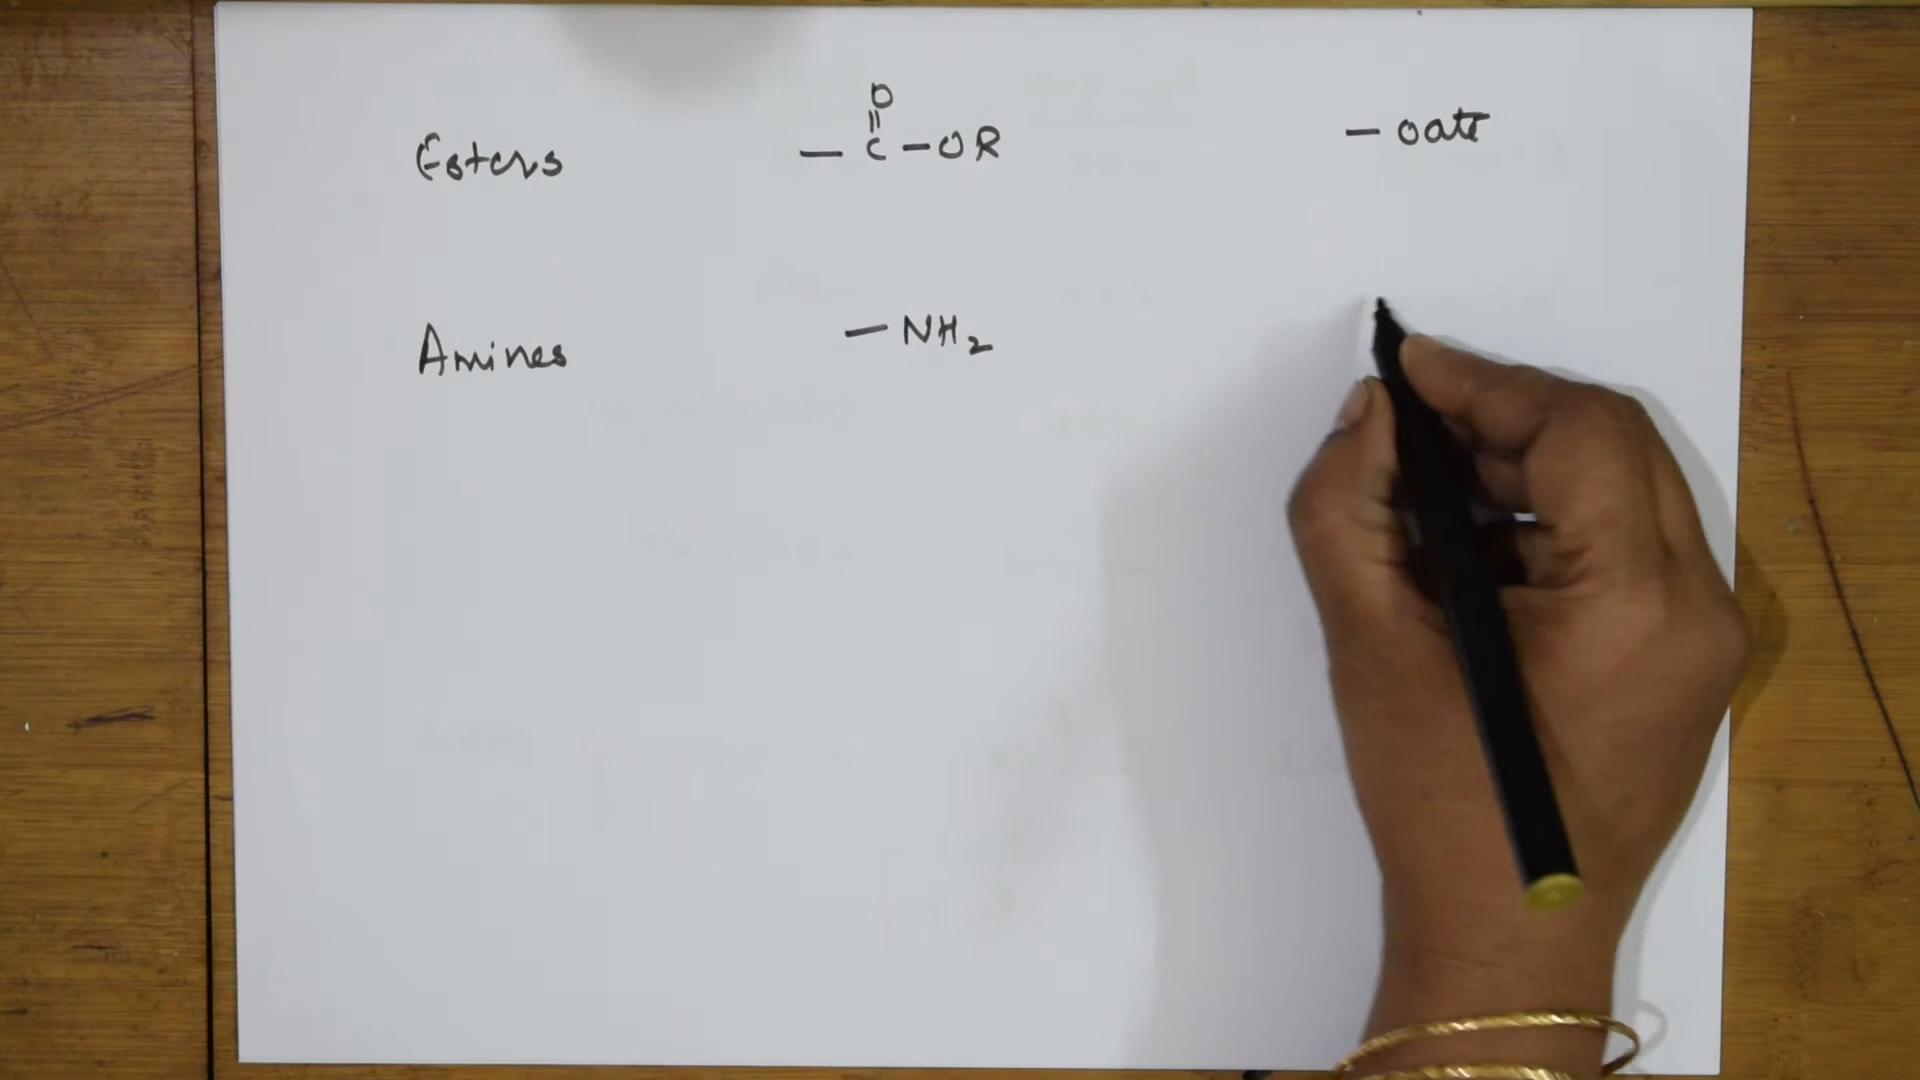 Esters — C(=O) — OR — oate
Amines — NH₂